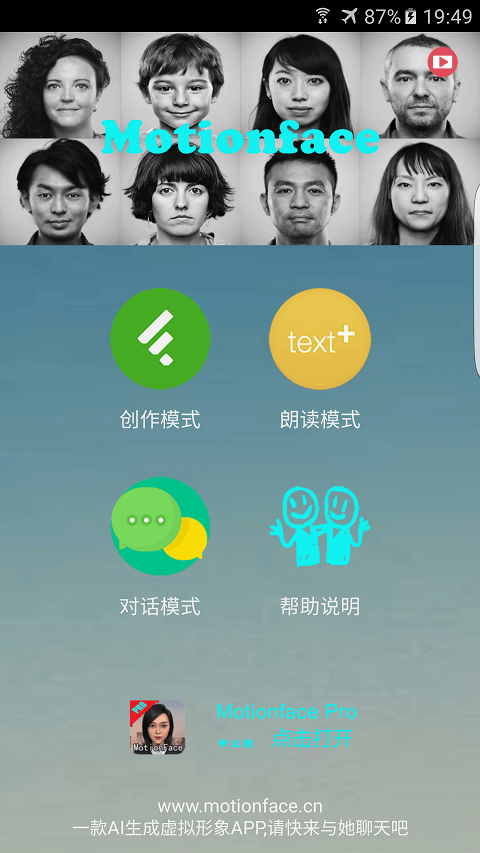 87% 19:49
Motionface
text+
创作模式
朗读模式
对话模式
帮助说明
PRO
MotionFace
Motionface Pro
点击打开
www.motionface.cn
一款AI生成虚拟形象APP,请快来与她聊天吧